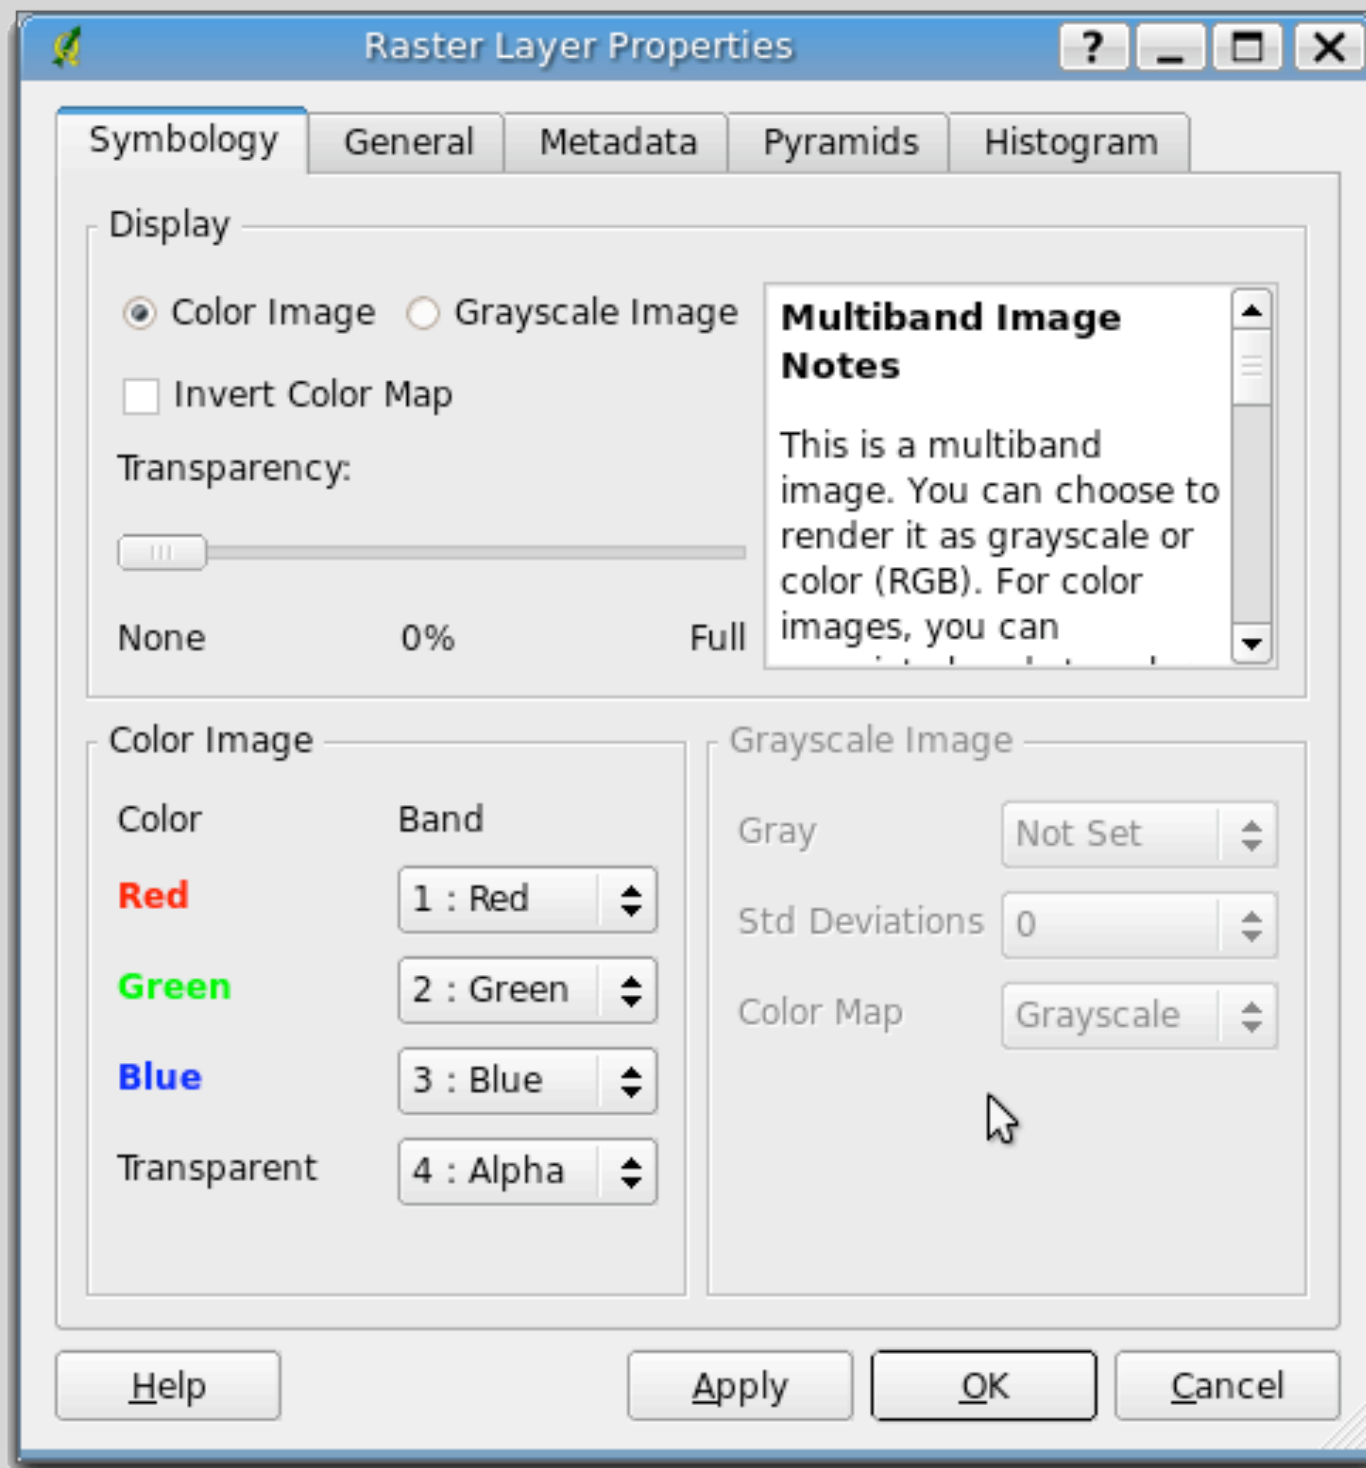 Raster Layer Properties
?
Symbology General Metadata Pyramids Histogram
Display
Color Image Grayscale Image
Invert Color Map
Transparency:
None 0% Full
Multiband Image
Notes
This is a multiband
image. You can choose to
render it as grayscale or
color (RGB). For color
images, you can
Color Image
Color Band
Red 1 : Red
Green 2 : Green
Blue 3 : Blue
Transparent 4 : Alpha
Grayscale Image
Gray Not Set
Std Deviations 0
Color Map Grayscale
Help Apply OK Cancel